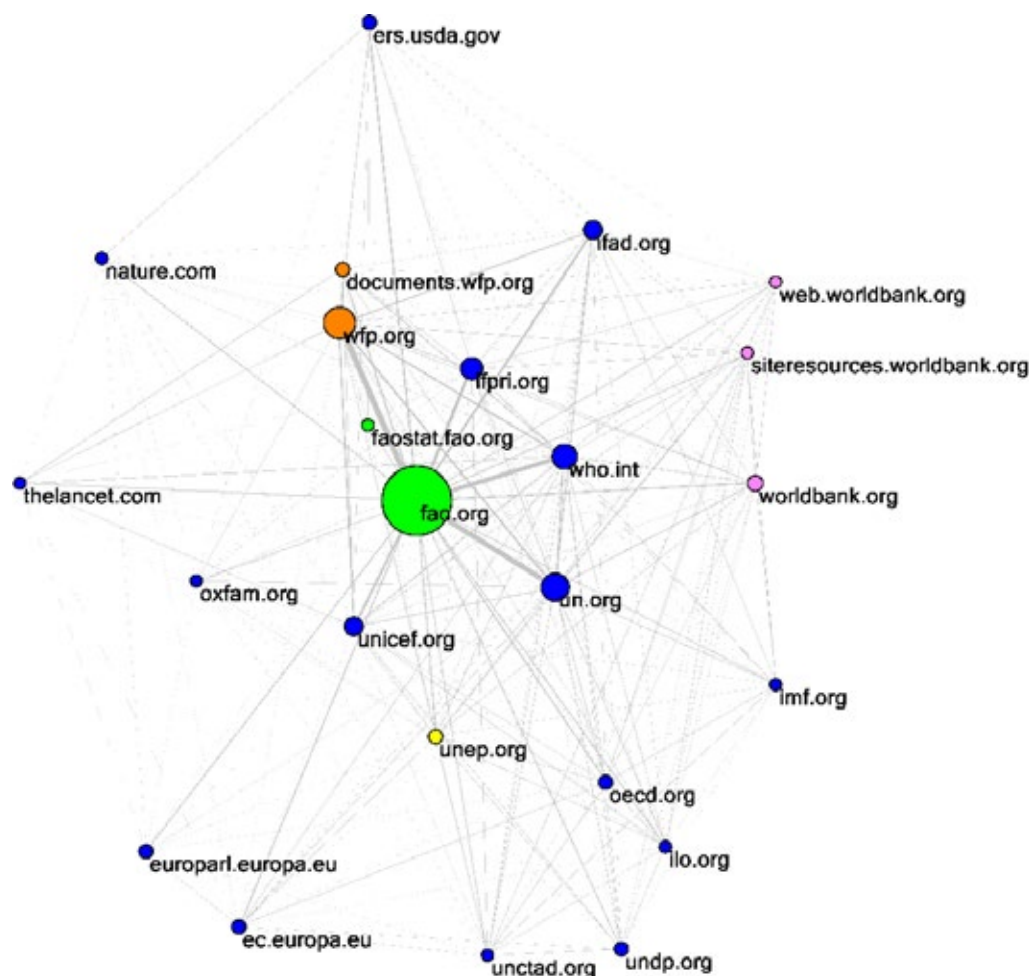 ers.usda.gov
ifad.org
nature.com
documents.wfp.org
web.worldbank.org
wfp.org
siteresources.worldbank.org
ifpri.org
faostat.fao.org
who.int
thelancet.com
worldbank.org
fao.org
oxfam.org
un.org
unicef.org
imf.org
unep.org
oecd.org
europarl.europa.eu
ilo.org
ec.europa.eu
unctad.org
undp.org